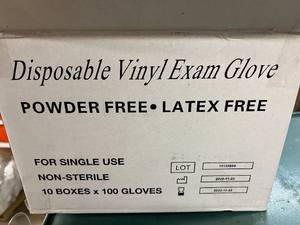 Disposable Vinyl Exam Glove
POWDER FREE• LATEX FREE
FOR SINGLE USE
NON-STERILE
10 BOXES x 100 GLOVES
LOT